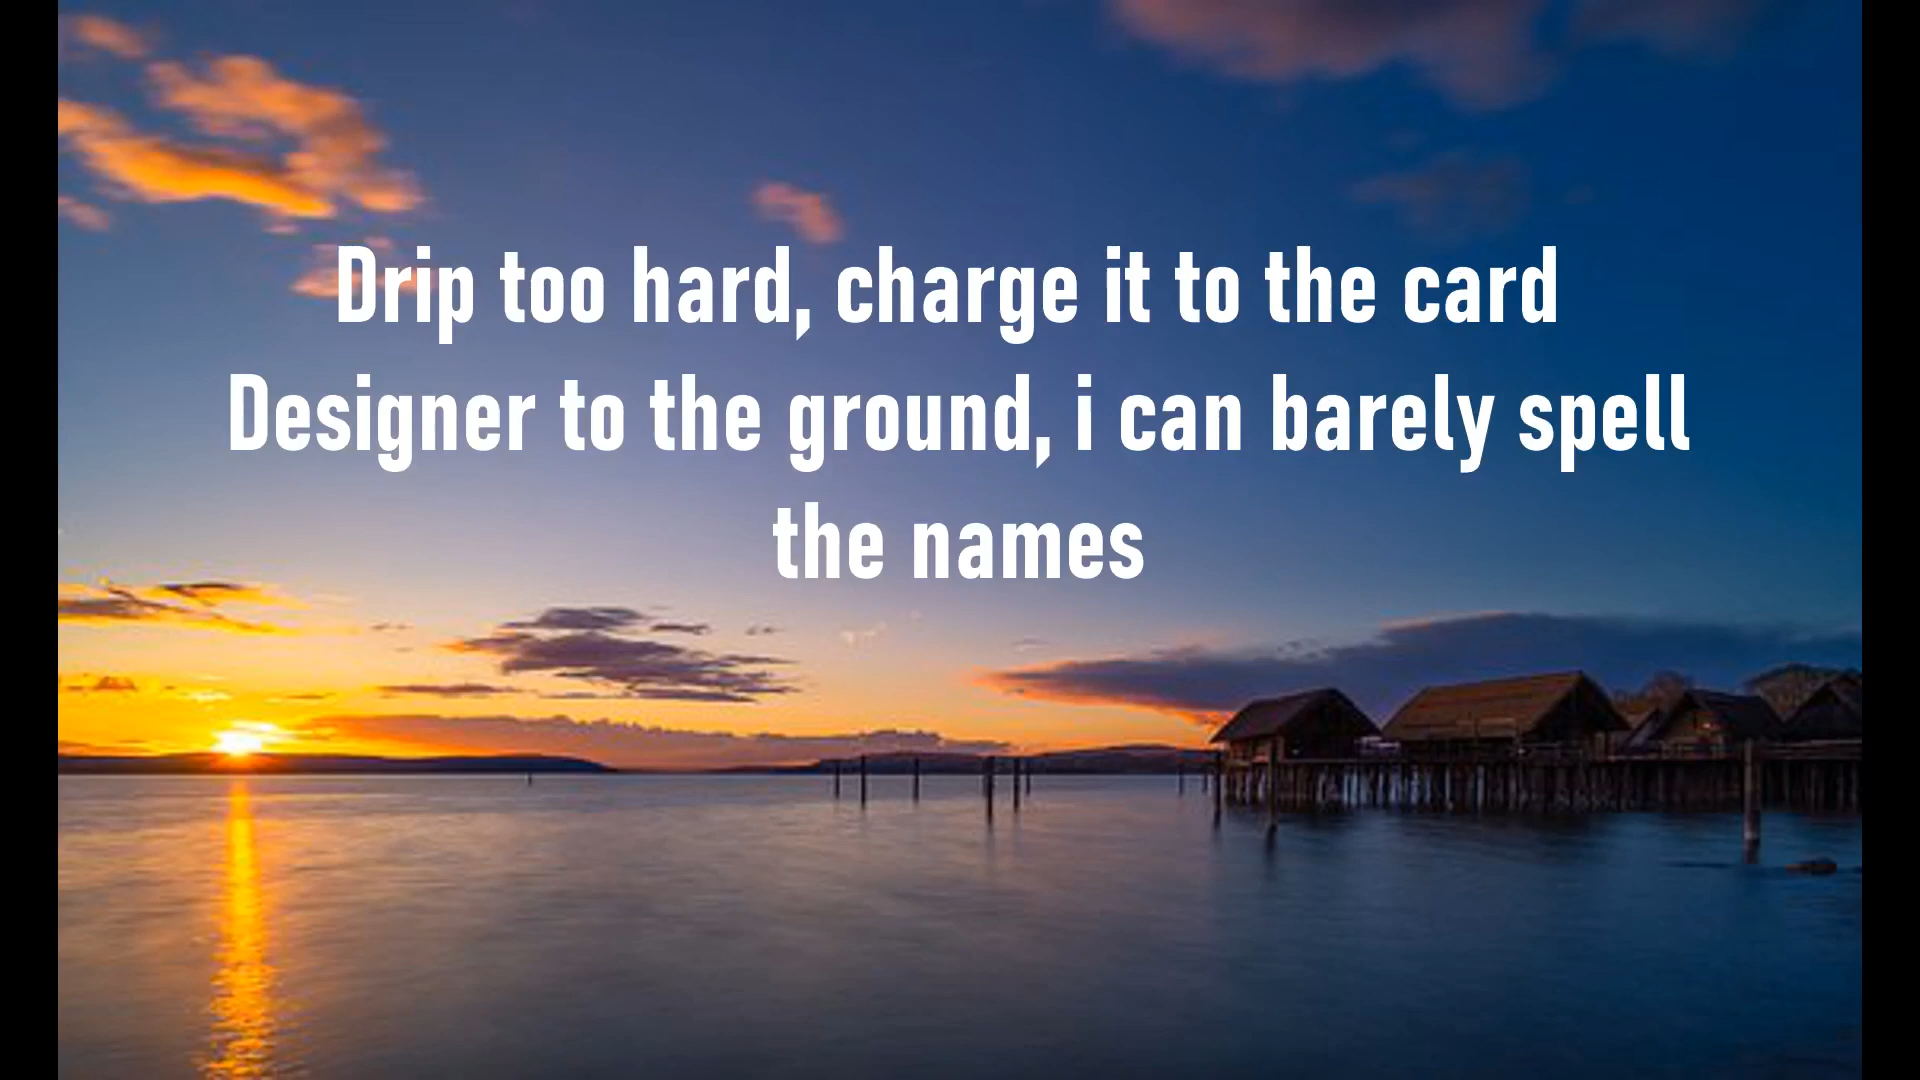 Drip too hard, charge it to the card
Designer to the ground, i can barely spell
the names